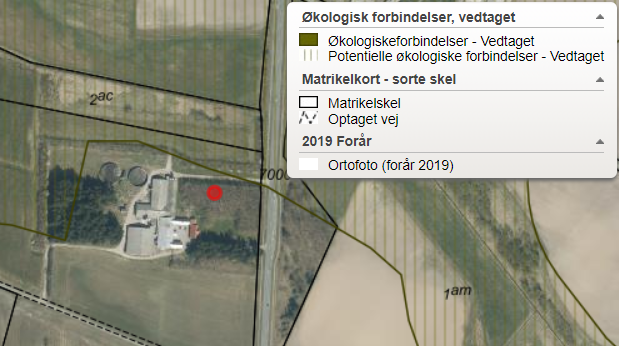 Økologisk forbindelser, vedtaget
Økologiskeforbindelser - Vedtaget
Potentielle økologiske forbindelser - Vedtaget
Matrikelkort - sorte skel
Matrikelskel
Optaget vej
2019 Forår
Ortofoto (forår 2019)
2ac
1am